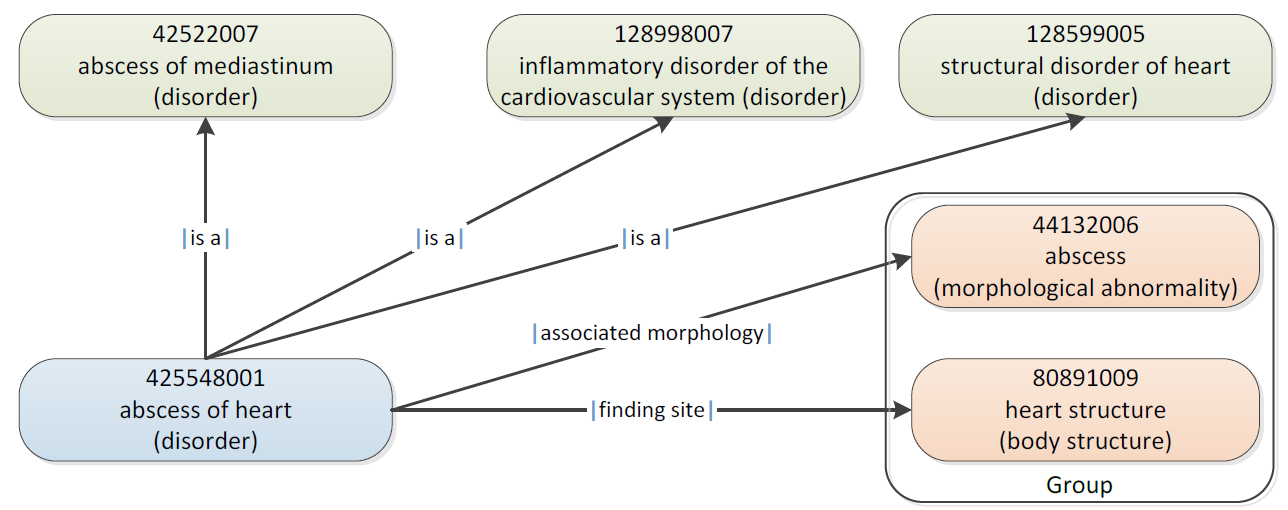 42522007
abscess of mediastinum
(disorder)
128998007
inflammatory disorder of the
cardiovascular system (disorder)
128599005
structural disorder of heart
(disorder)
|is a|
|is a|
|is a|
44132006
abscess
(morphological abnormality)
|associated morphology|
425548001
abscess of heart
(disorder)
|finding site|
80891009
heart structure
(body structure)
Group